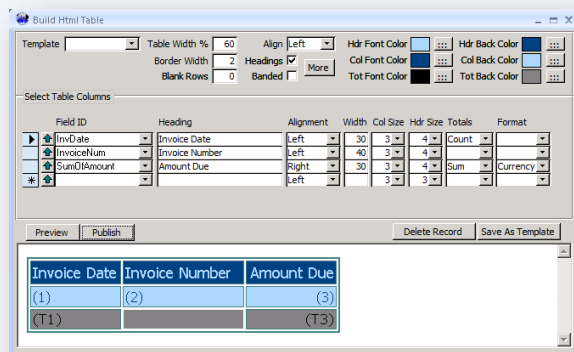 Build Html Table
Template Table Width % 60 Align Left Hdr Font Color ... Hdr Back Color ...
Border Width 2 Headings More Col Font Color ... Col Back Color ...
Blank Rows 0 Banded Tot Font Color ... Tot Back Color ...
Select Table Columns
Field ID Heading Alignment Width Col Size Hdr Size Totals Format
InvDate Invoice Date Left 30 3 4 Count
InvoiceNum Invoice Number Left 40 3 4
SumOfAmount Amount Due Right 30 3 4 Sum Currency
Left 3 3
Preview Publish Delete Record Save As Template
Invoice Date Invoice Number Amount Due
(1) (2) (3)
(T1) (T3)